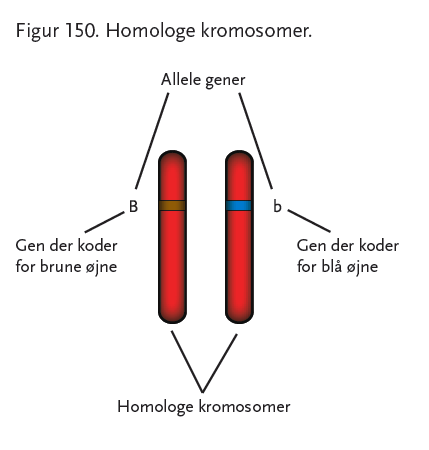 Figur 150. Homologe kromosomer.
Allele gener
B
b
Gen der koder
for brune øjne
Gen der koder
for blå øjne
Homologe kromosomer